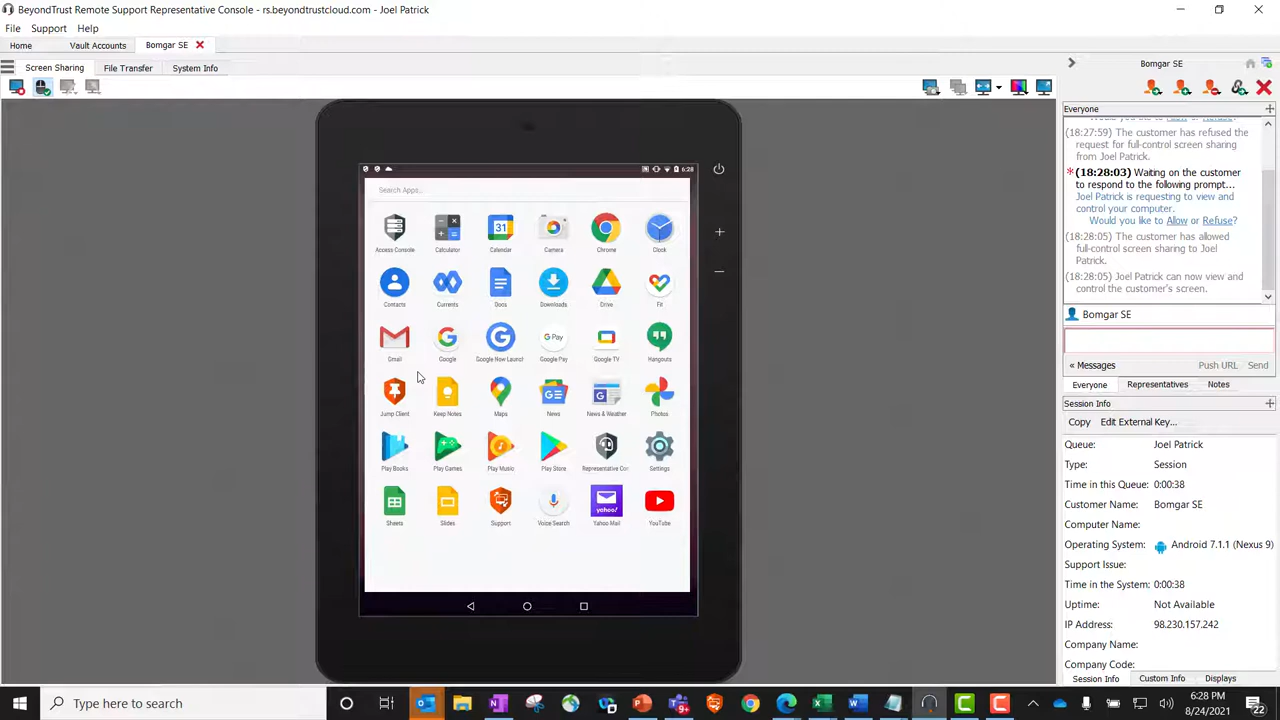 BeyondTrust Remote Support Representative Console - rs.beyondtrustcloud.com - Joel Patrick
File Support Help
Home Vault Accounts Bomgar SE
Screen Sharing File Transfer System Info
Bomgar SE
Everyone
(18:27:59) The customer has refused the
request for full-control screen sharing
from Joel Patrick.
*(18:28:03) Waiting on the customer
to respond to the following prompt...
Joel Patrick is requesting to view and
control your computer.
Would you like to Allow or Refuse?
(18:28:05) The customer has allowed
full-control screen sharing to Joel
Patrick.
(18:28:05) Joel Patrick can now view and
control the customer's screen.
Bomgar SE
« Messages Push URL Send
Everyone Representatives Notes
Session Info
Copy Edit External Key...
Queue: Joel Patrick
Type: Session
Time in this Queue: 0:00:38
Customer Name: Bomgar SE
Computer Name:
Operating System: Android 7.1.1 (Nexus 9)
Support Issue:
Time in the System: 0:00:38
Uptime: Not Available
IP Address: 98.230.157.242
Company Name:
Company Code:
Session Info Custom Info Displays
6:28
Search Apps...
31
Access Console Calculator Calendar Camera Chrome Clock
Contacts Currents Docs Downloads Drive Fit
G Pay
Gmail Google Google Now Launch Google Pay Google TV Hangouts
Jump Client Keep Notes Maps News News & Weather Photos
Play Books Play Games Play Music Play Store Representative Con Settings
yahoo!
Sheets Slides Support Voice Search Yahoo Mail YouTube
Type here to search
9+
6:28 PM
8/24/2021
22